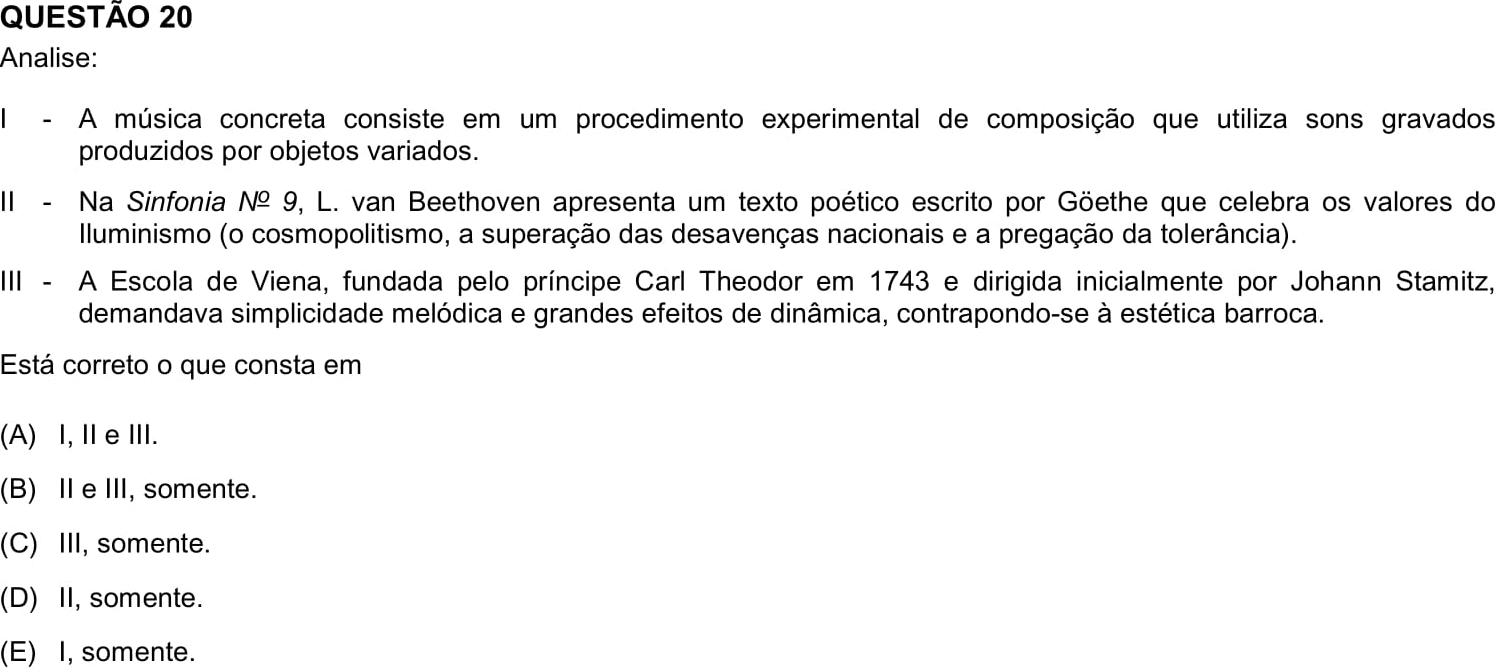 QUESTÃO 20
Analise:
I - A música concreta consiste em um procedimento experimental de composição que utiliza sons gravados
produzidos por objetos variados.
II - Na Sinfonia Nº 9, L. van Beethoven apresenta um texto poético escrito por Göethe que celebra os valores do
Iluminismo (o cosmopolitismo, a superação das desavenças nacionais e a pregação da tolerância).
III - A Escola de Viena, fundada pelo príncipe Carl Theodor em 1743 e dirigida inicialmente por Johann Stamitz,
demandava simplicidade melódica e grandes efeitos de dinâmica, contrapondo-se à estética barroca.
Está correto o que consta em
(A) I, II e III.
(B) II e III, somente.
(C) III, somente.
(D) II, somente.
(E) I, somente.